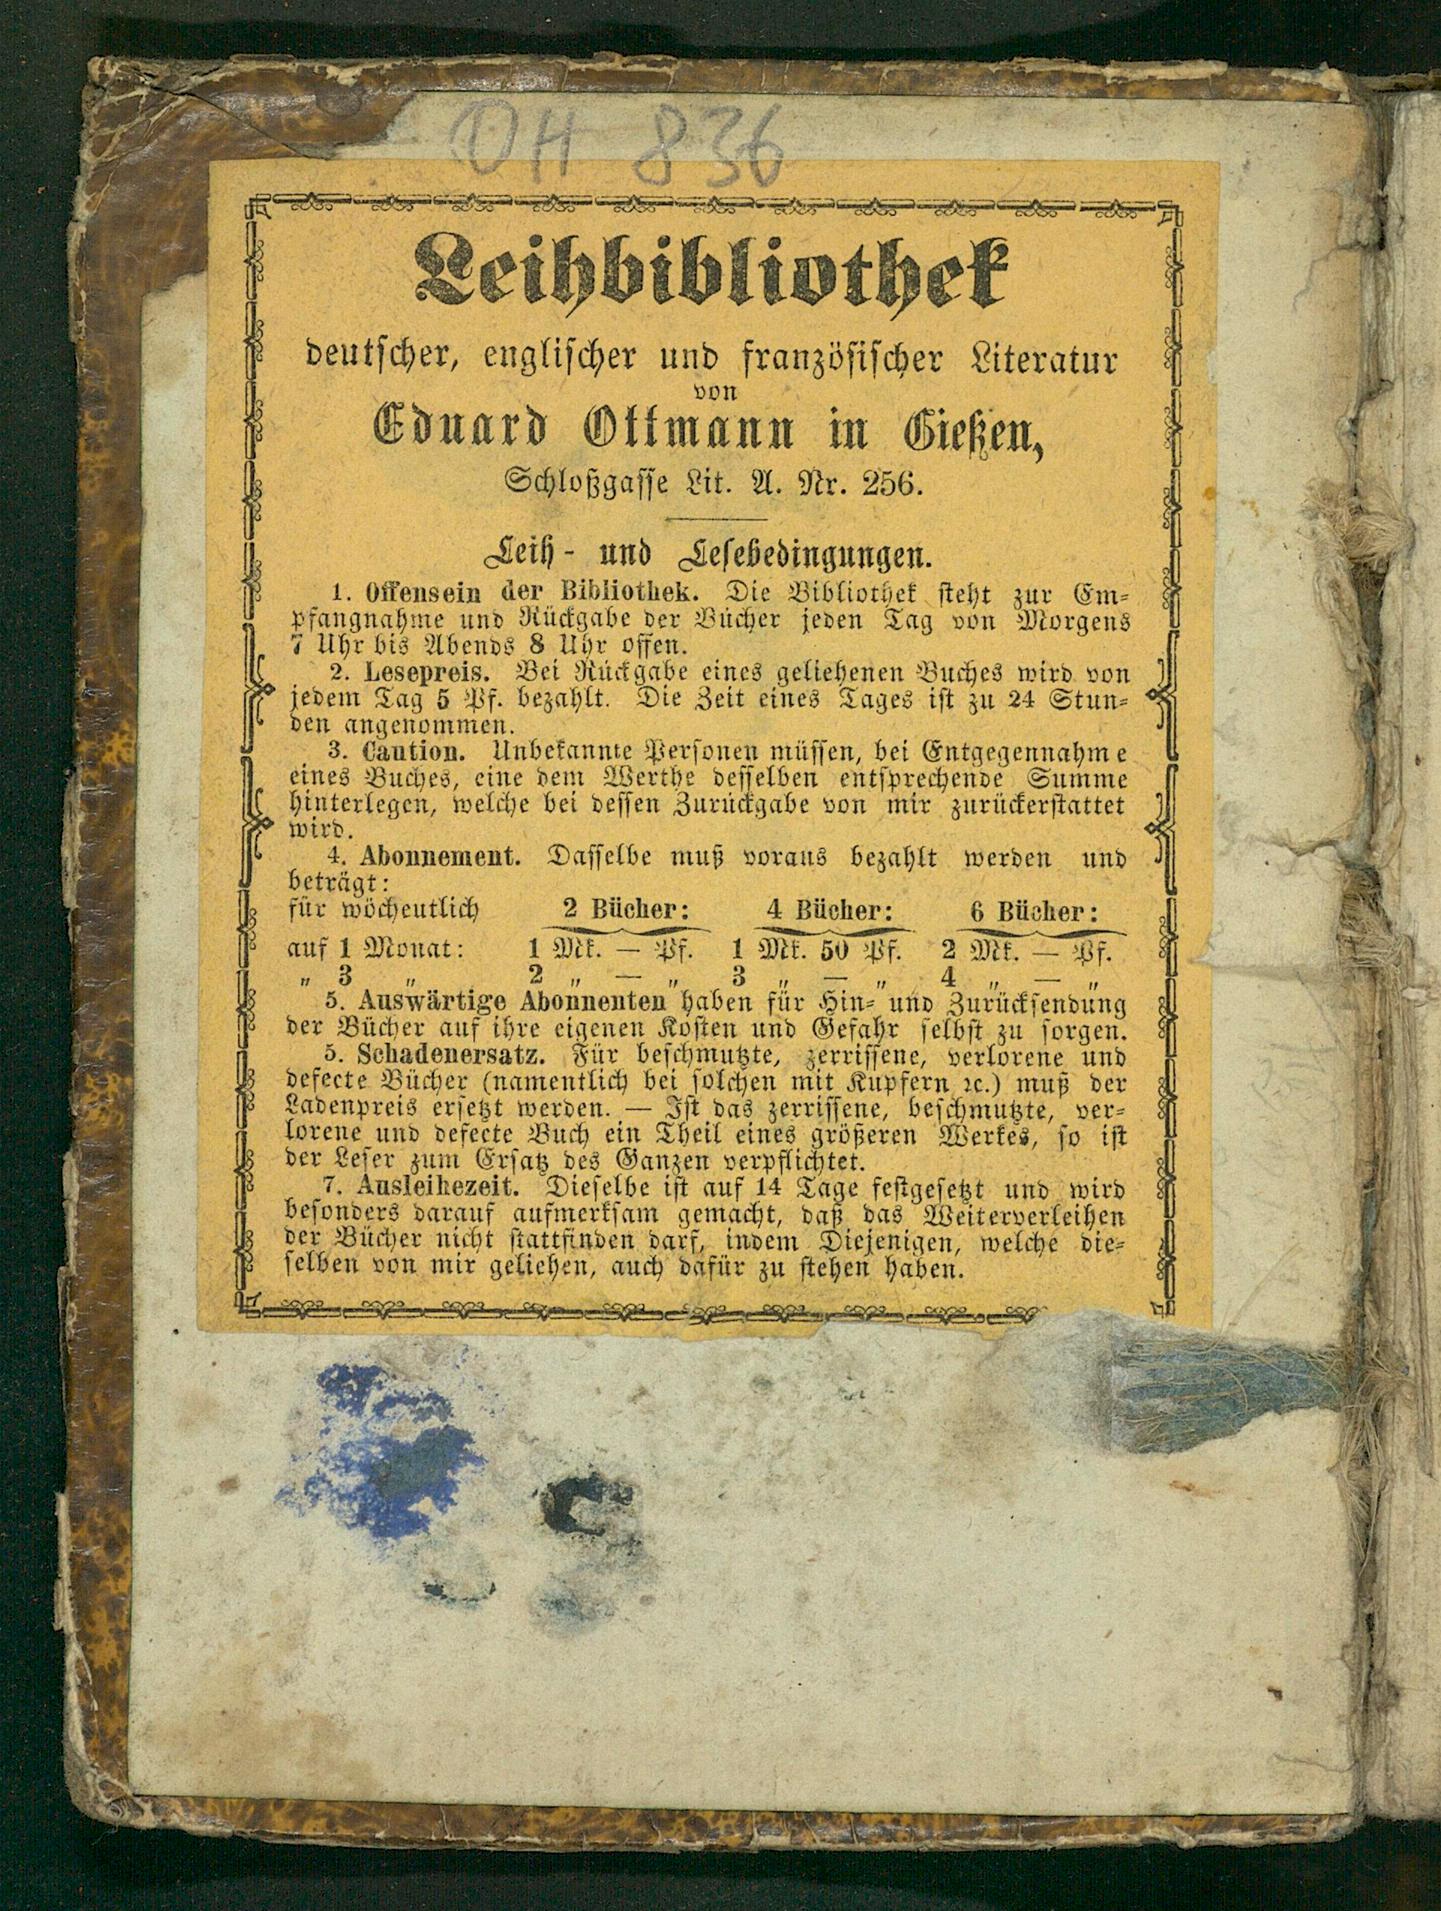 OH 836
Leihbibliothek
deutscher, englischer und französischer Literatur
von
Eduard Ottmann in Gießen,
Schloßgasse Lit. A. Nr. 256.
Leih- und Lesebedingungen.
1. Offensein der Bibliothek. Die Bibliothek steht zur Em-
pfangnahme und Rückgabe der Bücher jeden Tag von Morgens
7 Uhr bis Abends 8 Uhr offen.
2. Lesepreis. Bei Rückgabe eines geliehenen Buches wird von
jedem Tag 5 Pf. bezahlt. Die Zeit eines Tages ist zu 24 Stun-
den angenommen.
3. Caution. Unbekannte Personen müssen, bei Entgegennahme
eines Buches, eine dem Werthe desselben entsprechende Summe
hinterlegen, welche bei dessen Zurückgabe von mir zurückerstattet
wird.
4. Abonnement. Dasselbe muß voraus bezahlt werden und
beträgt:
für wöchentlich 2 Bücher: 4 Bücher: 6 Bücher:
auf 1 Monat: 1 Mk. — Pf. 1 Mk. 50 Pf. 2 Mk. — Pf.
„ 3 „ 2 „ — „ 3 „ — „ 4 „ — „
5. Auswärtige Abonnenten haben für Hin- und Zurücksendung
der Bücher auf ihre eigenen Kosten und Gefahr selbst zu sorgen.
5. Schadenersatz. Für beschmutzte, zerrissene, verlorene und
defecte Bücher (namentlich bei solchen mit Kupfern ꝛc.) muß der
Ladenpreis ersetzt werden. — Ist das zerrissene, beschmutzte, ver-
lorene und defecte Buch ein Theil eines größeren Werkes, so ist
der Leser zum Ersatz des Ganzen verpflichtet.
7. Ausleihezeit. Dieselbe ist auf 14 Tage festgesetzt und wird
besonders darauf aufmerksam gemacht, daß das Weiterverleihen
der Bücher nicht stattfinden darf, indem Diejenigen, welche die-
selben von mir geliehen, auch dafür zu stehen haben.